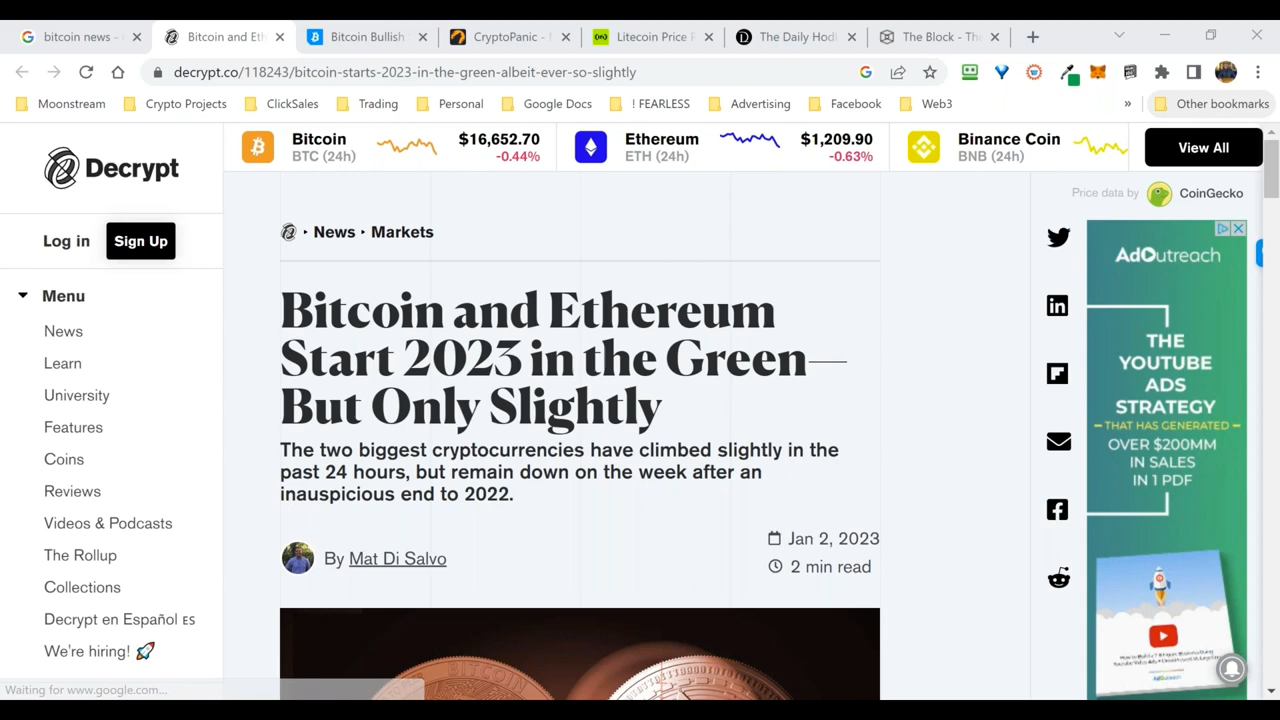 bitcoin news -
Bitcoin and Eth
Bitcoin Bullish
CryptoPanic -
Litecoin Price P
The Daily Hodl
The Block - The
decrypt.co/118243/bitcoin-starts-2023-in-the-green-albeit-ever-so-slightly
Moonstream
Crypto Projects
ClickSales
Trading
Personal
Google Docs
! FEARLESS
Advertising
Facebook
Web3
»
Other bookmarks
Decrypt
Bitcoin $16,652.70
BTC (24h) -0.44%
Ethereum $1,209.90
ETH (24h) -0.63%
Binance Coin
BNB (24h)
View All
Price data by CoinGecko
Log in Sign Up
Menu
News
Learn
University
Features
Coins
Reviews
Videos & Podcasts
The Rollup
Collections
Decrypt en Español ES
We're hiring! 🚀
News ‣ Markets
Bitcoin and Ethereum
Start 2023 in the Green—
But Only Slightly
The two biggest cryptocurrencies have climbed slightly in the
past 24 hours, but remain down on the week after an
inauspicious end to 2022.
By Mat Di Salvo
Jan 2, 2023
2 min read
AdOutreach
THE
YOUTUBE
ADS
STRATEGY
THAT HAS GENERATED
OVER $200MM
IN SALES
IN 1 PDF
Waiting for www.google.com...